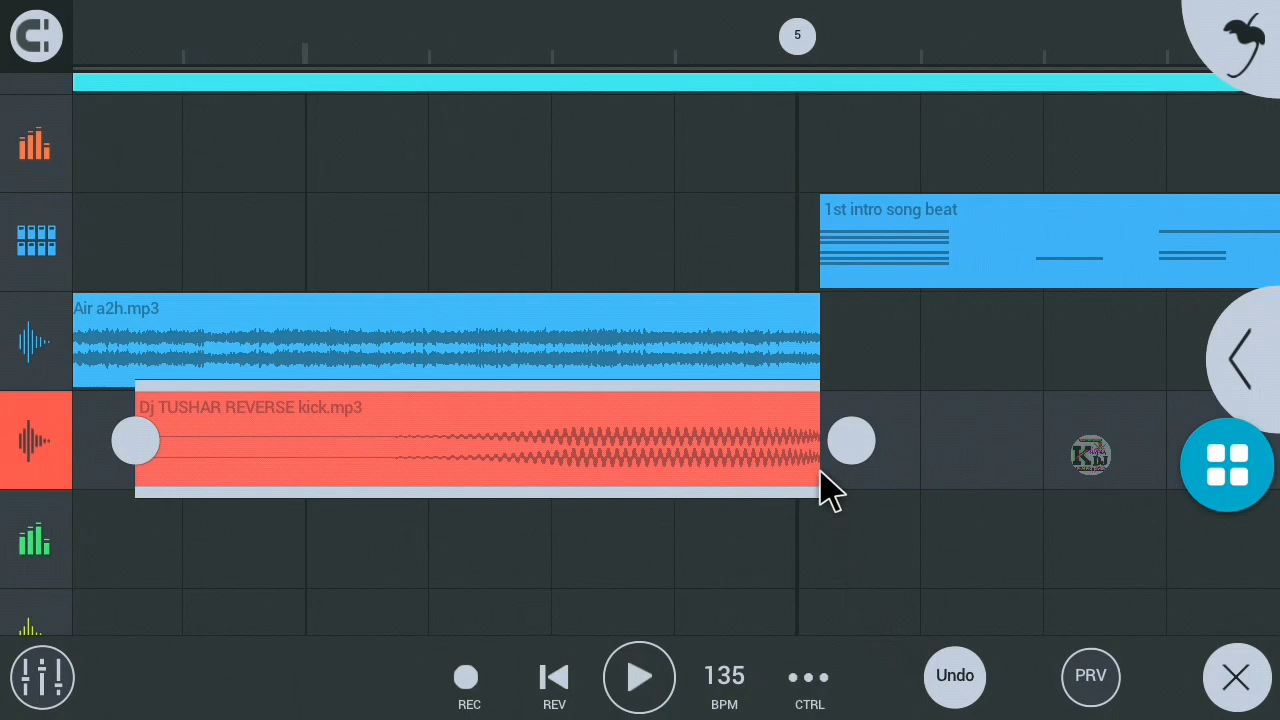 5
1st intro song beat
Air a2h.mp3
Dj TUSHAR REVERSE kick.mp3
135
Undo
PRV
REC
REV
BPM
CTRL